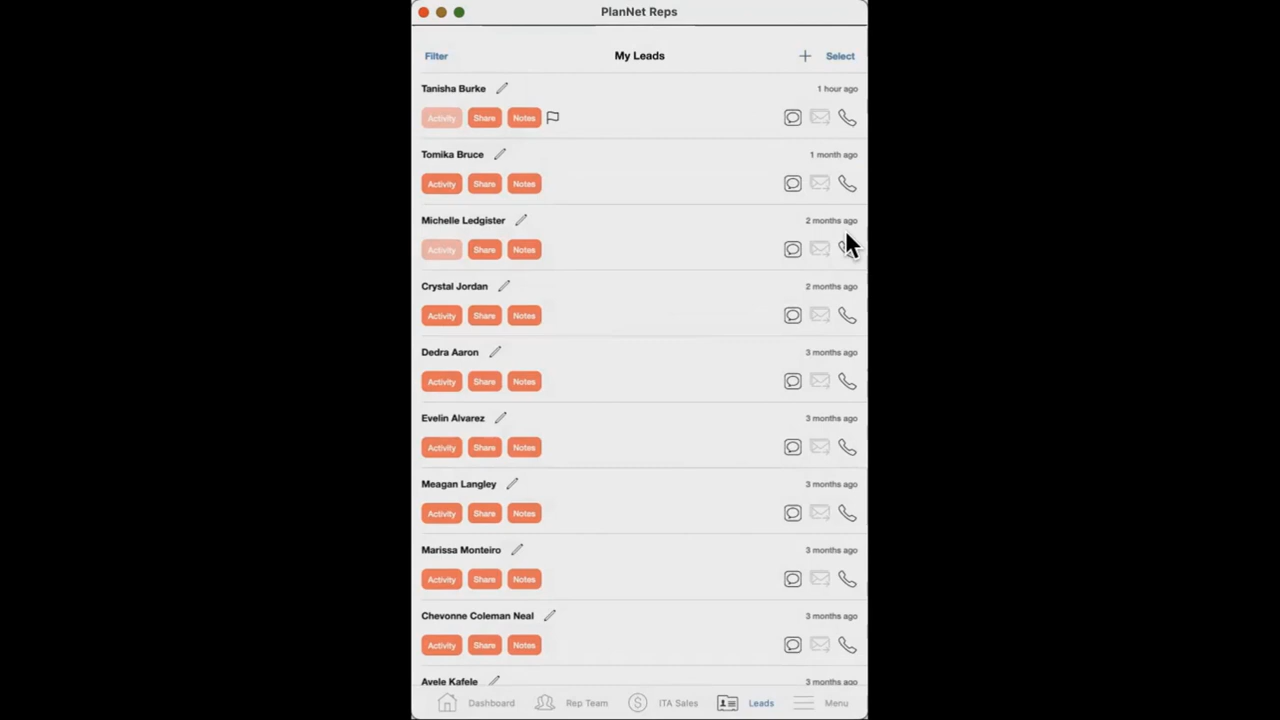 PlanNet Reps
Filter My Leads Select
Tanisha Burke 1 hour ago
Activity Share Notes
Tomika Bruce 1 month ago
Activity Share Notes
Michelle Ledgister 2 months ago
Activity Share Notes
Crystal Jordan 2 months ago
Activity Share Notes
Dedra Aaron 3 months ago
Activity Share Notes
Evelin Alvarez 3 months ago
Activity Share Notes
Meagan Langley 3 months ago
Activity Share Notes
Marissa Monteiro 3 months ago
Activity Share Notes
Chevonne Coleman Neal 3 months ago
Activity Share Notes
Ayele Kafele 3 months ago
Dashboard Rep Team ITA Sales Leads Menu